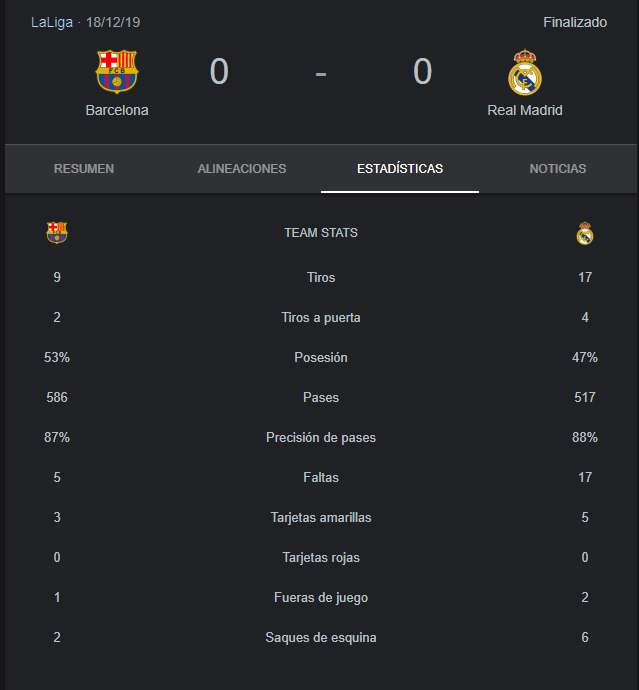 LaLiga · 18/12/19 Finalizado
0 - 0
Barcelona Real Madrid
RESUMEN ALINEACIONES ESTADÍSTICAS NOTICIAS
TEAM STATS
9 Tiros 17
2 Tiros a puerta 4
53% Posesión 47%
586 Pases 517
87% Precisión de pases 88%
5 Faltas 17
3 Tarjetas amarillas 5
0 Tarjetas rojas 0
1 Fueras de juego 2
2 Saques de esquina 6